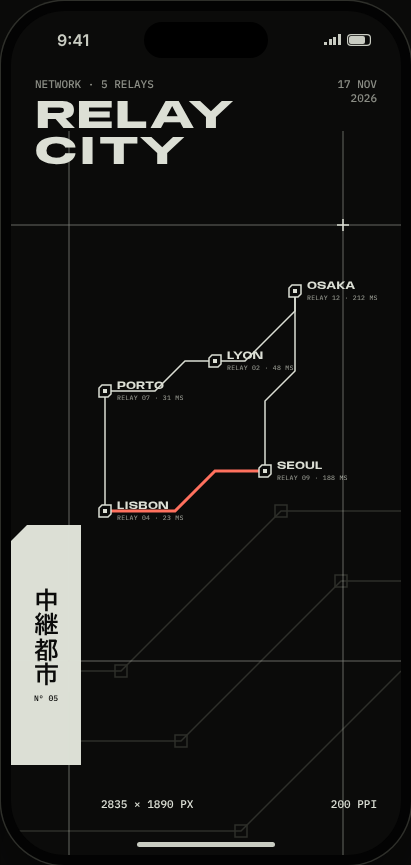 9:41
NETWORK · 5 RELAYS
17 NOV
2026
RELAY
CITY
OSAKA
RELAY 12 · 212 MS
LYON
RELAY 02 · 48 MS
PORTO
RELAY 07 · 31 MS
SEOUL
RELAY 09 · 188 MS
LISBON
RELAY 04 · 23 MS
中継都市
Nº 05
2835 × 1890 PX
200 PPI